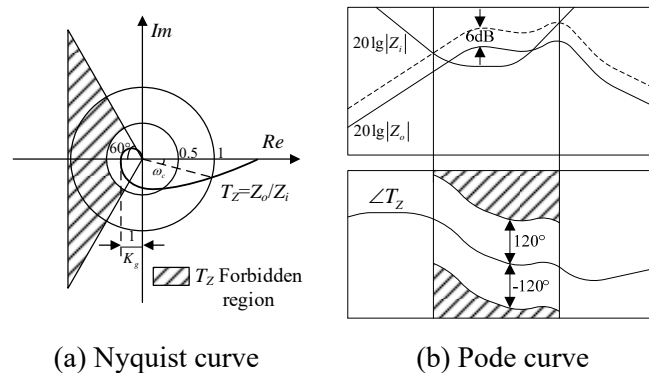 Im
Re
60°
0.5
1
ω_c
T_Z=Z_o/Z_i
1
K_g
T_Z Forbidden
region
(a) Nyquist curve
20lg|Z_i|
6dB
20lg|Z_o|
∠T_Z
120°
-120°
(b) Pode curve